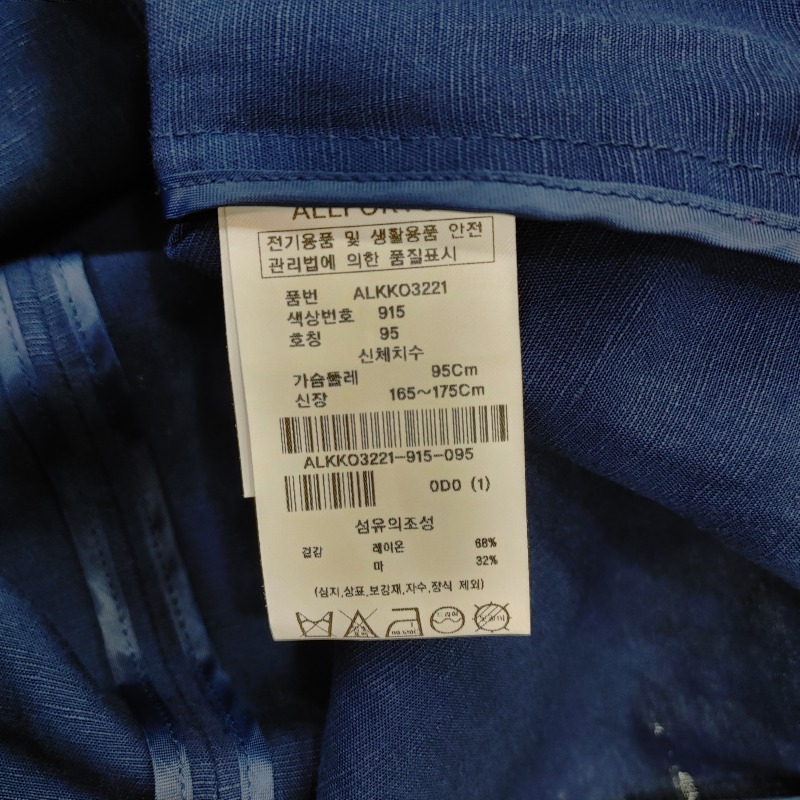 전기용품 및 생활용품 안전
관리법에 의한 품질표시
품번 ALKKO3221
색상번호 915
호칭 95
신체치수
가슴둘레 95Cm
신장 165~175Cm
ALKKO3221-915-095
0D0 (1)
섬유의조성
겉감 레이온 68%
마 32%
(심지,상표,보강재,자수,장식 제외)
드라이